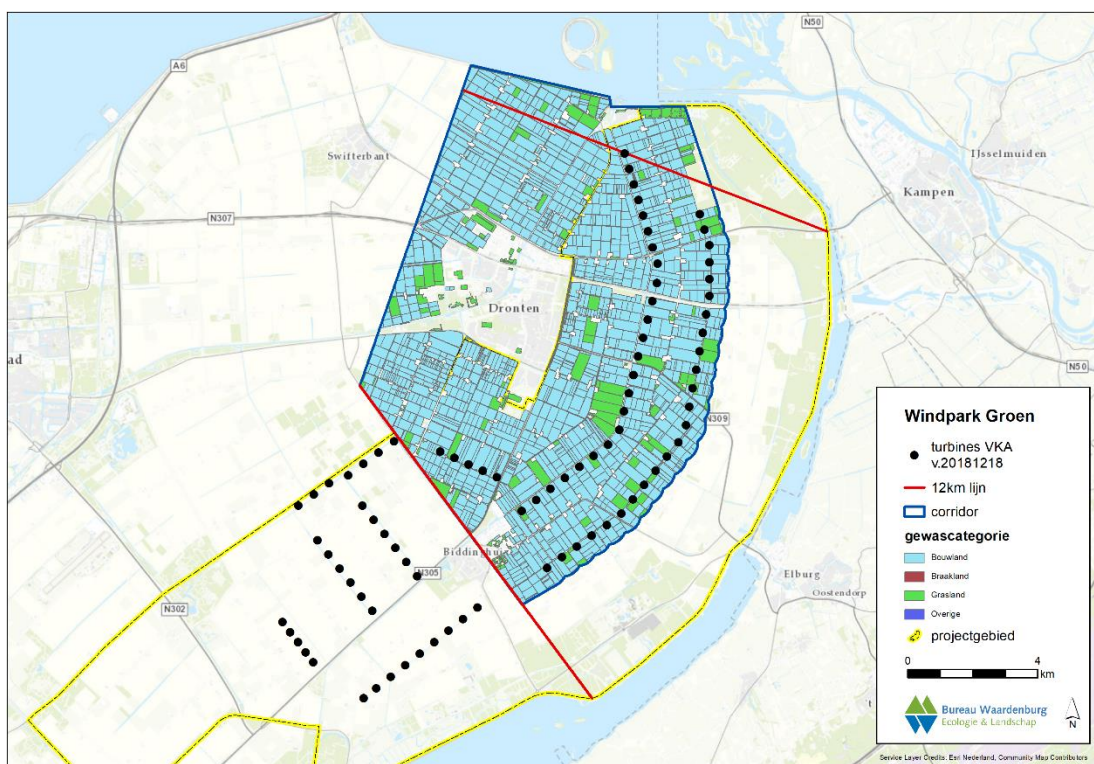 N50
A6
Swifterbant
IJsselmuiden
Kampen
N307
Dronten
ad
N50
N309
Biddinghuize
N305
N302
Elburg
Oostendorp
't
Windpark Groen
turbines VKA
v.20181218
12km lijn
corridor
gewascategorie
Bouwland
Braakland
Grasland
Overige
projectgebied
0 4
km
Bureau Waardenburg
Ecologie & Landschap
N
Service Layer Credits: Esri Nederland, Community Map Contributors